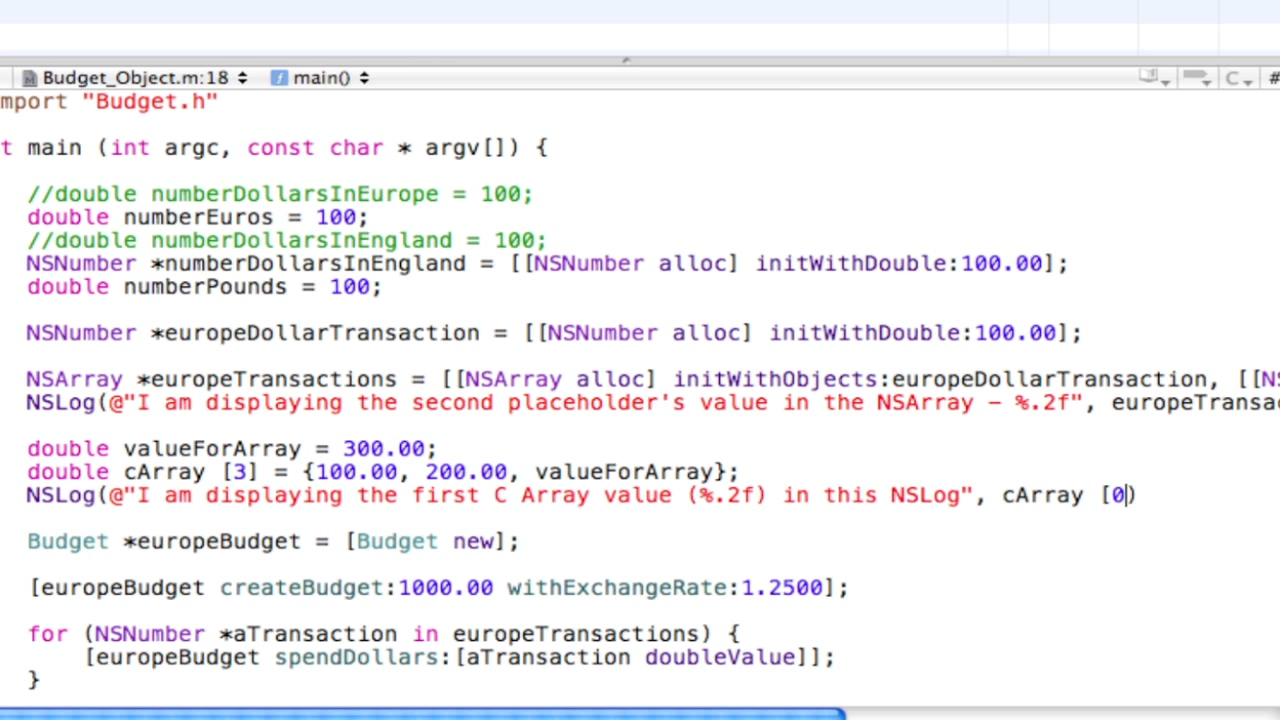 Budget_Object.m:18 main() C #
mport "Budget.h"
t main (int argc, const char * argv[]) {
//double numberDollarsInEurope = 100;
double numberEuros = 100;
//double numberDollarsInEngland = 100;
NSNumber *numberDollarsInEngland = [[NSNumber alloc] initWithDouble:100.00];
double numberPounds = 100;
NSNumber *europeDollarTransaction = [[NSNumber alloc] initWithDouble:100.00];
NSArray *europeTransactions = [[NSArray alloc] initWithObjects:europeDollarTransaction, [[NS
NSLog(@"I am displaying the second placeholder's value in the NSArray – %.2f", europeTransac
double valueForArray = 300.00;
double cArray [3] = {100.00, 200.00, valueForArray};
NSLog(@"I am displaying the first C Array value (%.2f) in this NSLog", cArray [0)
Budget *europeBudget = [Budget new];
[europeBudget createBudget:1000.00 withExchangeRate:1.2500];
for (NSNumber *aTransaction in europeTransactions) {
[europeBudget spendDollars:[aTransaction doubleValue]];
}